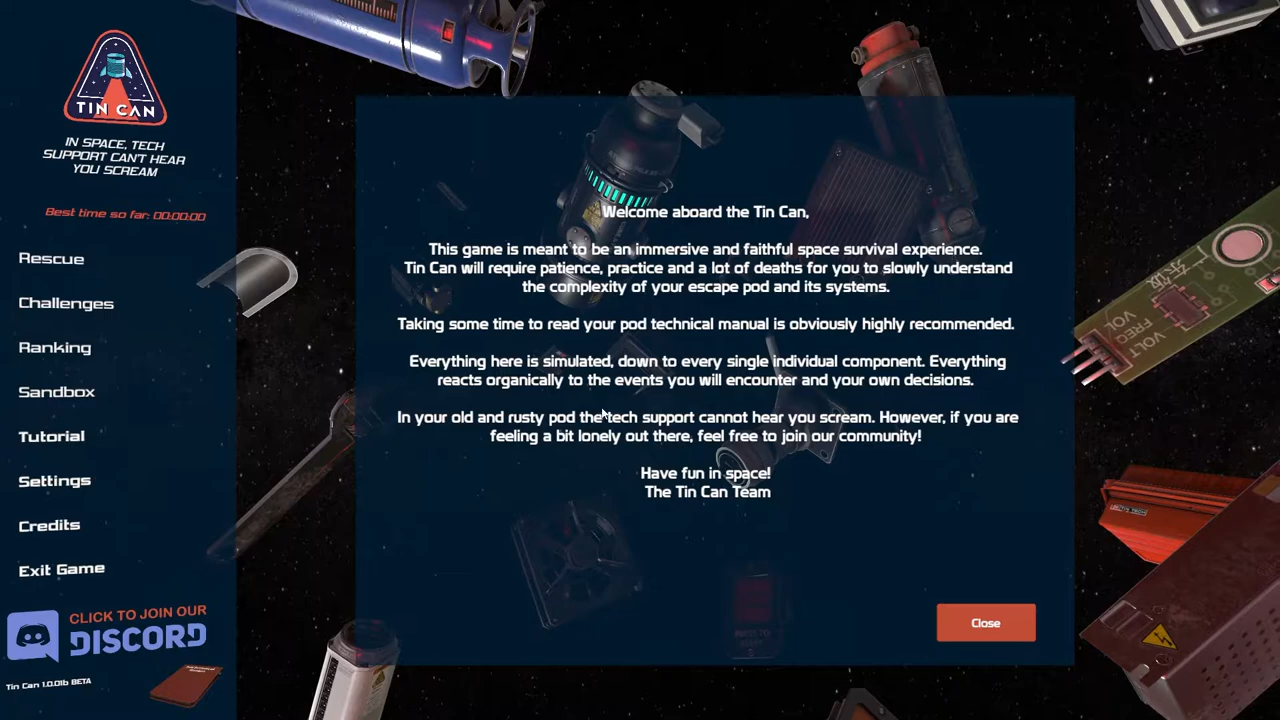 TIN CAN
IN SPACE, TECH
SUPPORT CAN'T HEAR
YOU SCREAM
Best time so far: 00:00:00
Rescue
Challenges
Ranking
Sandbox
Tutorial
Settings
Credits
Exit Game
CLICK TO JOIN OUR
DISCORD
Tin Can 1.0.01b BETA
Welcome aboard the Tin Can,
This game is meant to be an immersive and faithful space survival experience.
Tin Can will require patience, practice and a lot of deaths for you to slowly understand
the complexity of your escape pod and its systems.
Taking some time to read your pod technical manual is obviously highly recommended.
Everything here is simulated, down to every single individual component. Everything
reacts organically to the events you will encounter and your own decisions.
In your old and rusty pod the tech support cannot hear you scream. However, if you are
feeling a bit lonely out there, feel free to join our community!
Have fun in space!
The Tin Can Team
Close
VOL
FREQ
VOLT